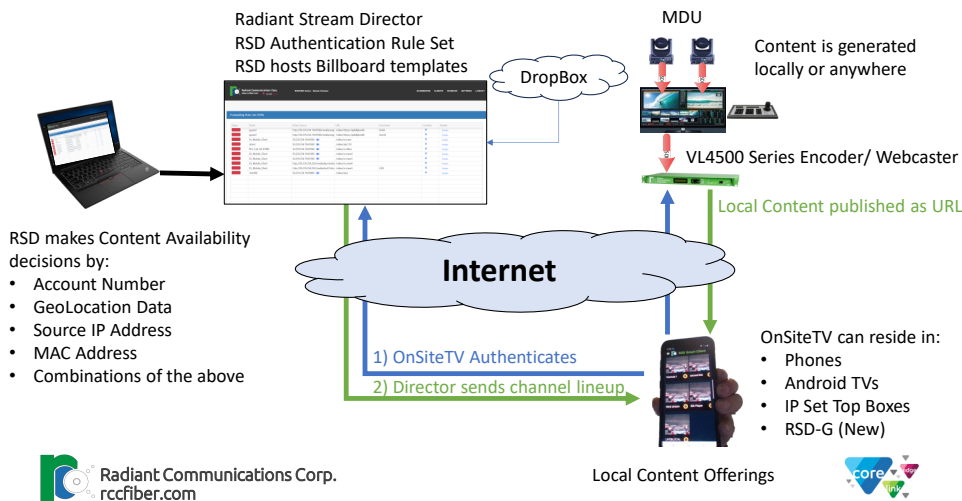 Radiant Stream Director
RSD Authentication Rule Set
RSD hosts Billboard templates
MDU
Content is generated
locally or anywhere
DropBox
Radiant Communications Corp.
VL4500 Series Encoder/ Webcaster
Local Content published as URL
RSD makes Content Availability
decisions by:
• Account Number
• GeoLocation Data
• Source IP Address
• MAC Address
• Combinations of the above
Internet
1) OnSiteTV Authenticates
2) Director sends channel lineup
OnSiteTV can reside in:
• Phones
• Android TVs
• IP Set Top Boxes
• RSD-G (New)
Radiant Communications Corp.
rccfiber.com
Local Content Offerings
core
link